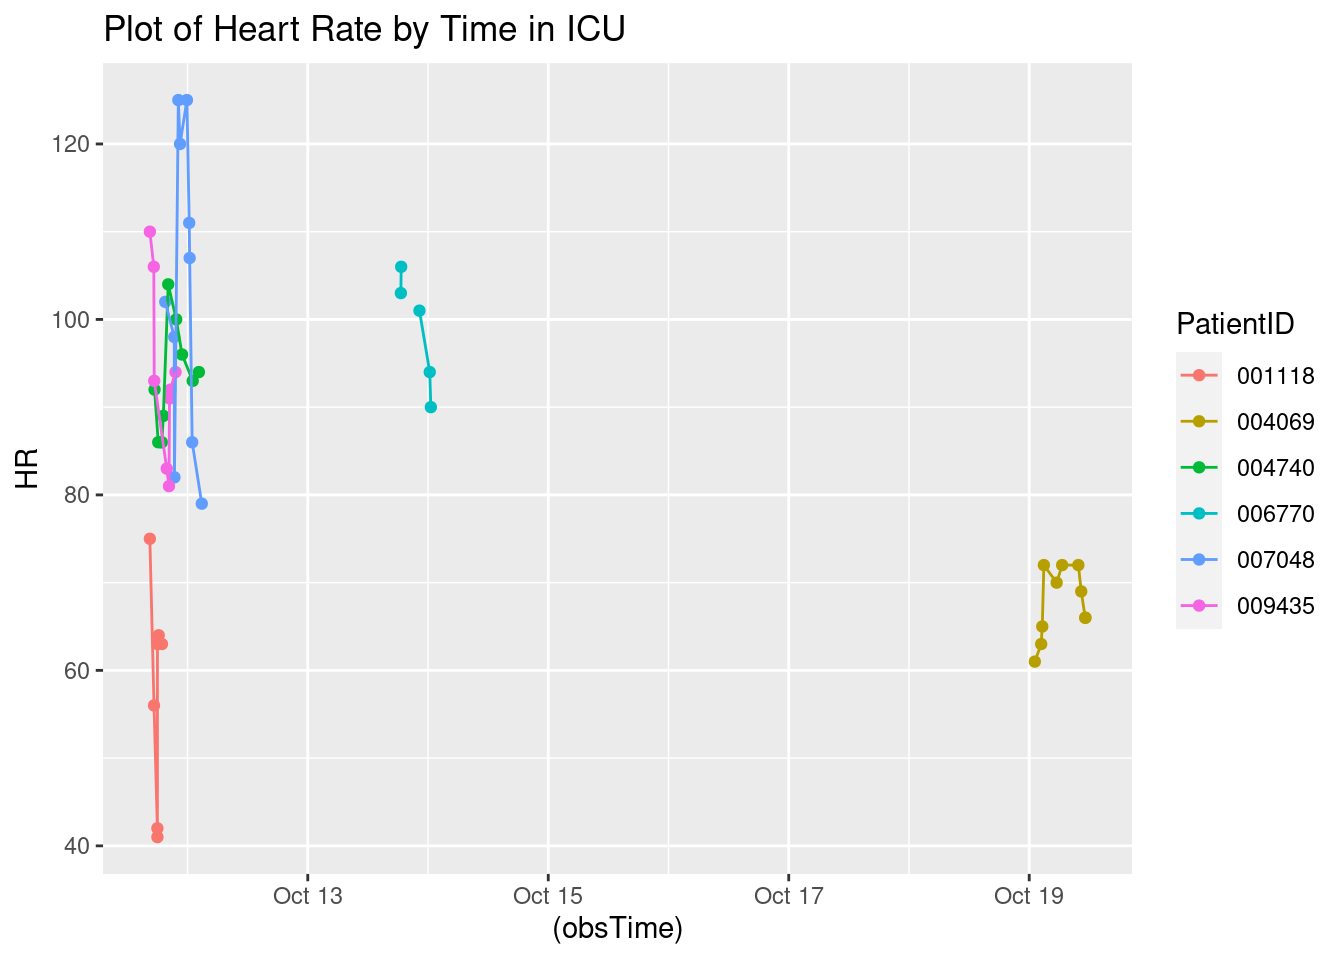 Plot of Heart Rate by Time in ICU
120
100
80
60
40
HR
Oct 13
Oct 15
Oct 17
Oct 19
(obsTime)
PatientID
001118
004069
004740
006770
007048
009435